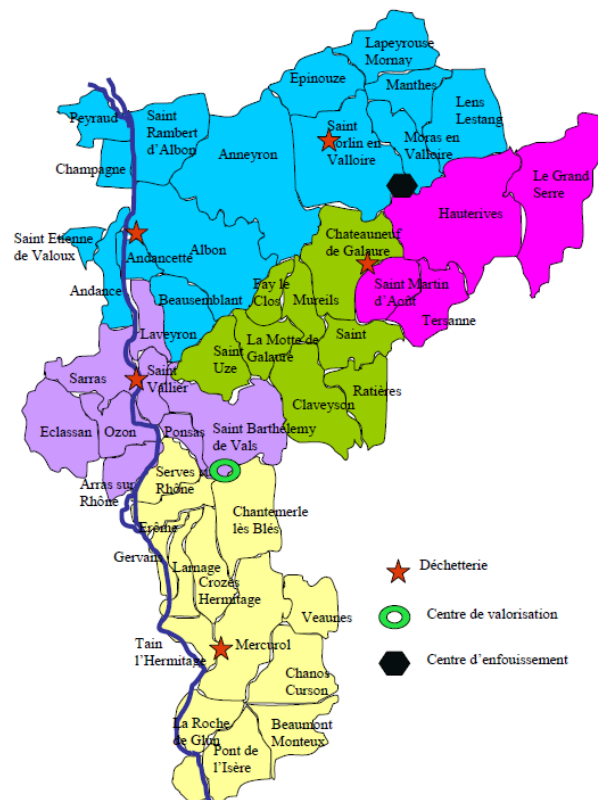 Lapeyrouse
Mornay
Epinouze
Manthes
Lens
Lestang
Peyraud
Saint
Rambert
d'Albon
Anneyron
Saint
Sorlin en
Valloire
Moras en
Valloire
Champagne
Le Grand
Serre
Hauterives
Saint Etienne
de Valoux
Andancette
Albon
Chateauneuf
de Galaure
Andance
Beausemblant
Fay le
Clos
Mureils
Saint Martin
d'Août
Tersanne
Laveyron
Saint
Uze
La Motte de
Galaure
Saint
Sarras
Saint
Vallier
Claveyson
Ratières
Eclassan
Ozon
Ponsas
Saint Barthélemy
de Vals
Arras sur
Rhône
Serves
Rhône
Chantemerle
lès Blés
Erôme
Gervans
Larnage
Crozes
Hermitage
Veaunes
Tain
l'Hermitage
Mercurol
Chanos
Curson
La Roche
de Glun
Beaumont
Monteux
Pont de
l'Isère
Déchetterie
Centre de valorisation
Centre d'enfouissement